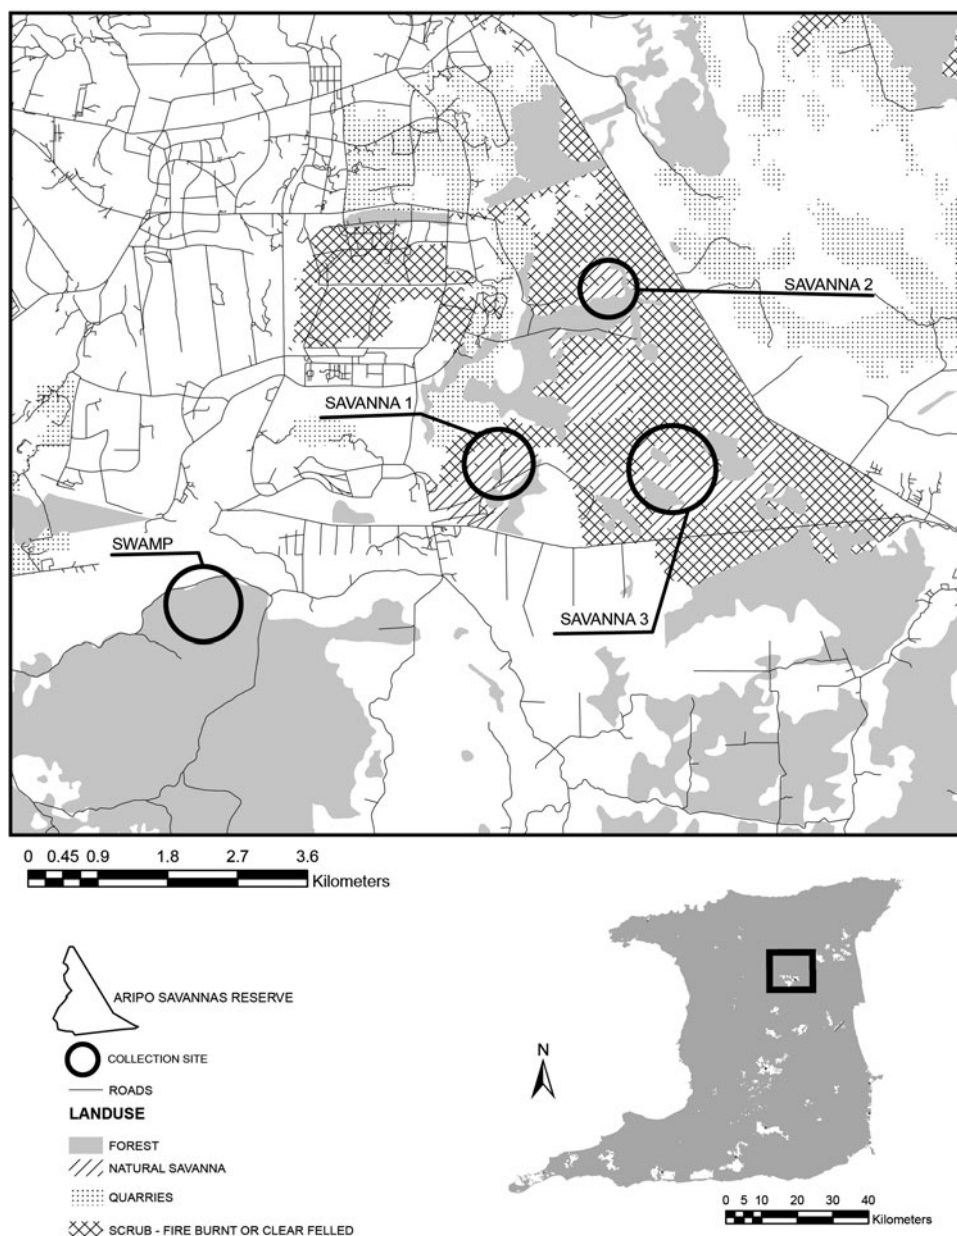 SAVANNA 2
SAVANNA 1
SWAMP
SAVANNA 3
0 0.45 0.9 1.8 2.7 3.6
Kilometers
ARIPO SAVANNAS RESERVE
COLLECTION SITE
ROADS
LANDUSE
FOREST
NATURAL SAVANNA
QUARRIES
SCRUB - FIRE BURNT OR CLEAR FELLED
N
0 5 10 20 30 40
Kilometers